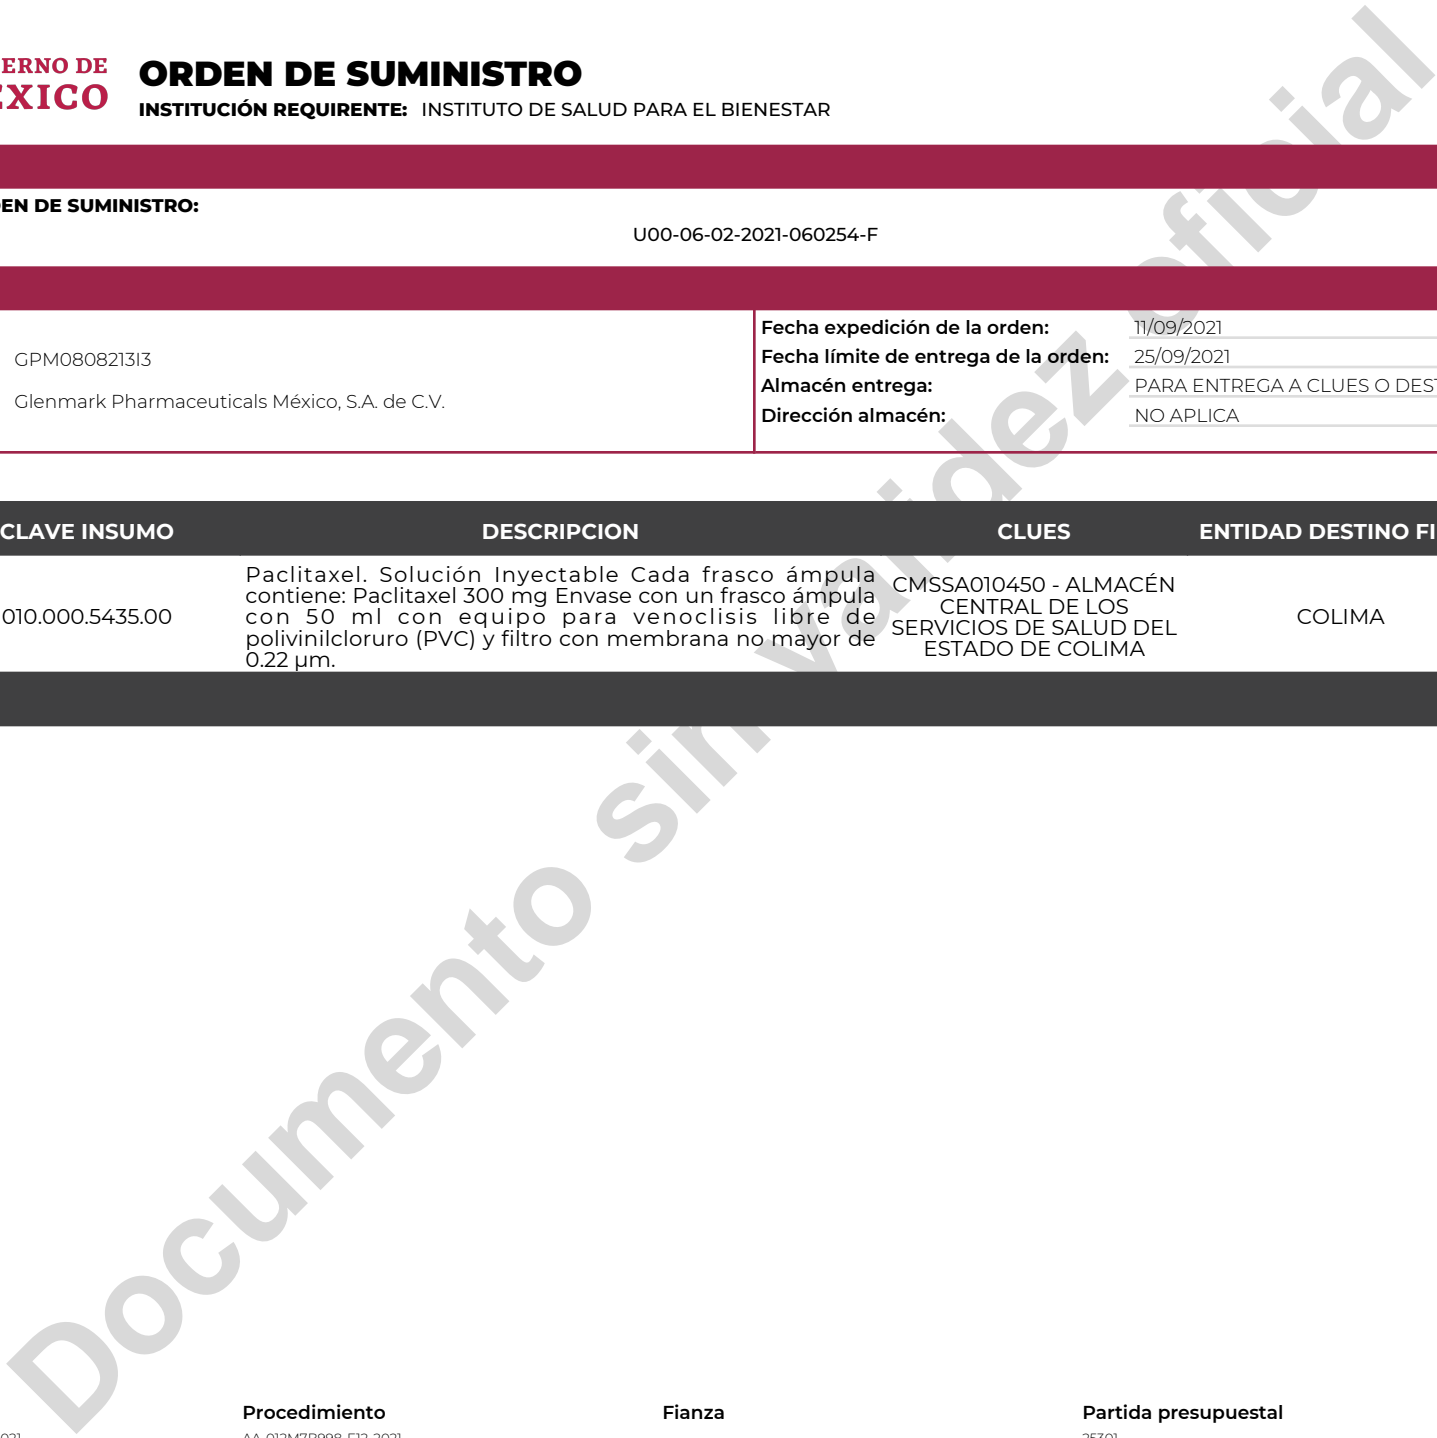 ERNO DE
ÉXICO
ORDEN DE SUMINISTRO
INSTITUCIÓN REQUIRENTE: INSTITUTO DE SALUD PARA EL BIENESTAR
EN DE SUMINISTRO:
U00-06-02-2021-060254-F
GPM0808213I3
Glenmark Pharmaceuticals México, S.A. de C.V.
Fecha expedición de la orden: 11/09/2021
Fecha límite de entrega de la orden: 25/09/2021
Almacén entrega: PARA ENTREGA A CLUES O DEST
Dirección almacén: NO APLICA
CLAVE INSUMO DESCRIPCION CLUES ENTIDAD DESTINO FI
010.000.5435.00
Paclitaxel. Solución Inyectable Cada frasco ámpula
contiene: Paclitaxel 300 mg Envase con un frasco ámpula
con 50 ml con equipo para venoclisis libre de
polivinilcloruro (PVC) y filtro con membrana no mayor de
0.22 µm.
CMSSA010450 - ALMACÉN
CENTRAL DE LOS
SERVICIOS DE SALUD DEL
ESTADO DE COLIMA
COLIMA
Documento sin validez oficial
Procedimiento Fianza Partida presupuestal